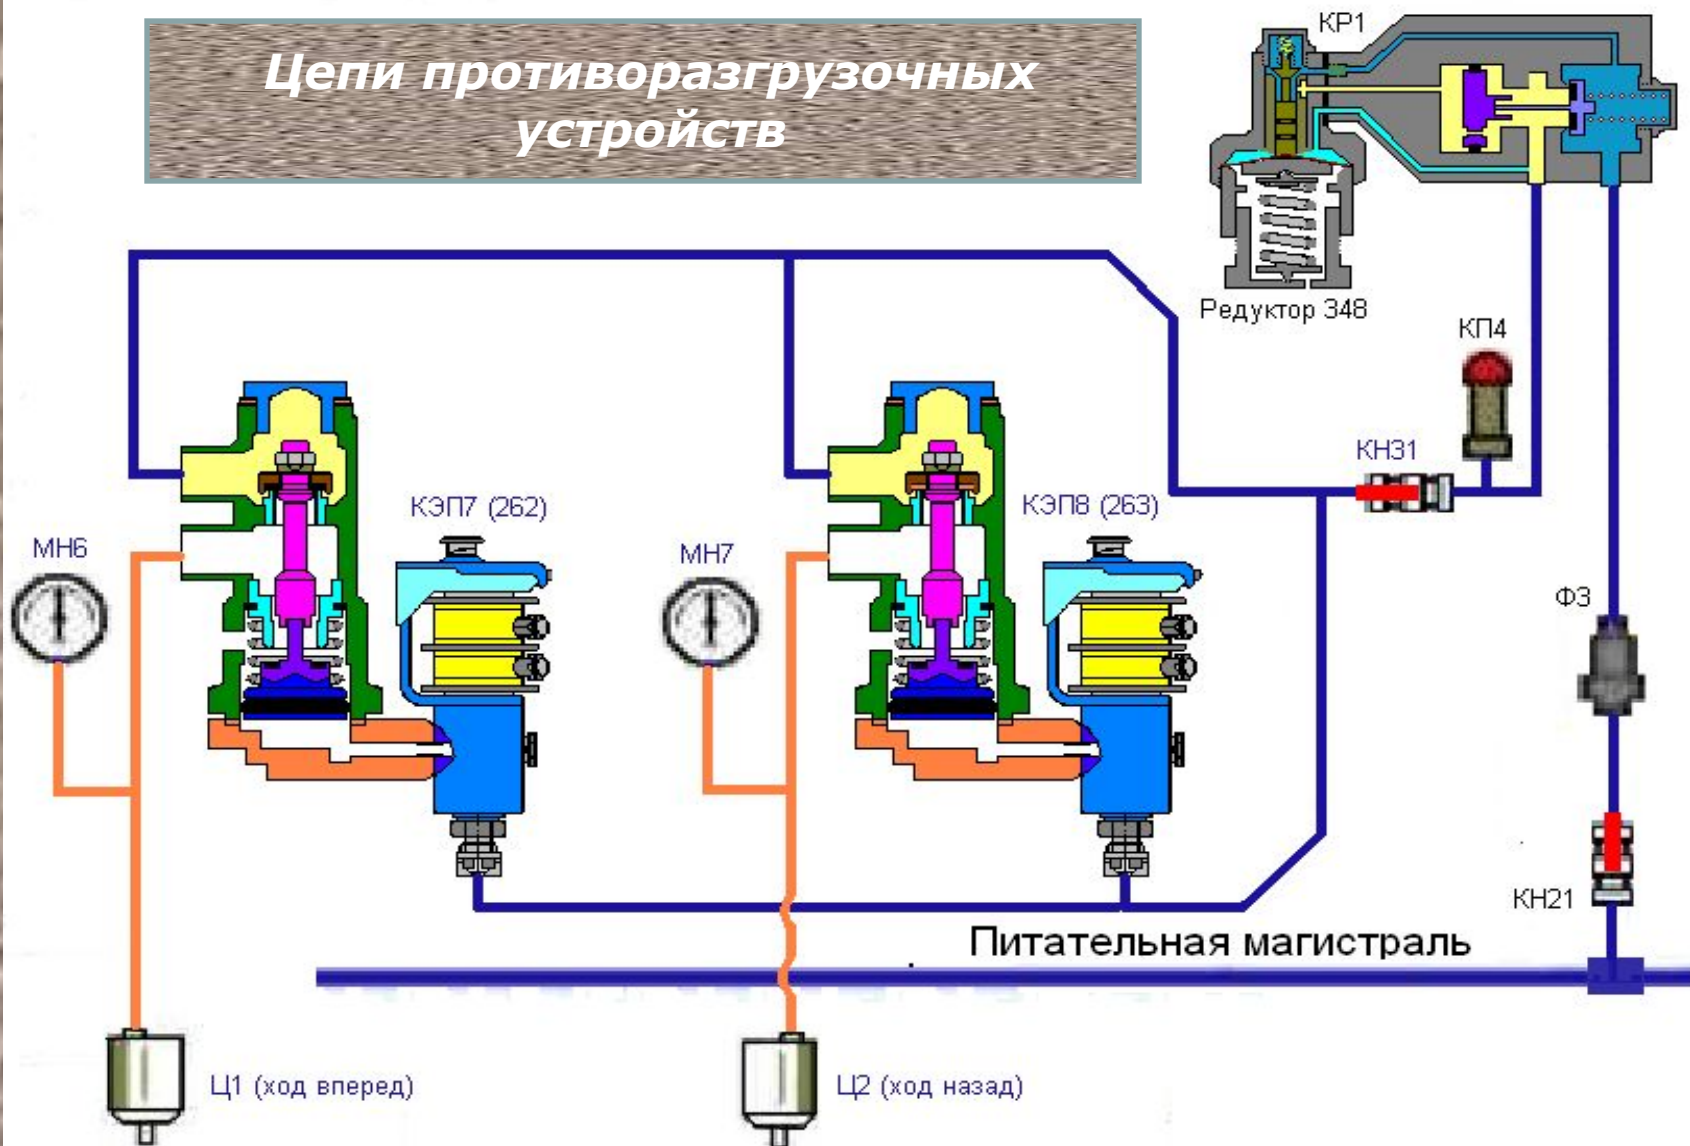 Цепи противоразгрузочных
устройств
КР1
Редуктор 348
КП4
КН31
КЭП7 (262)
КЭП8 (263)
МН6
МН7
ФЗ
КН21
Питательная магистраль
Ц1 (ход вперед)
Ц2 (ход назад)